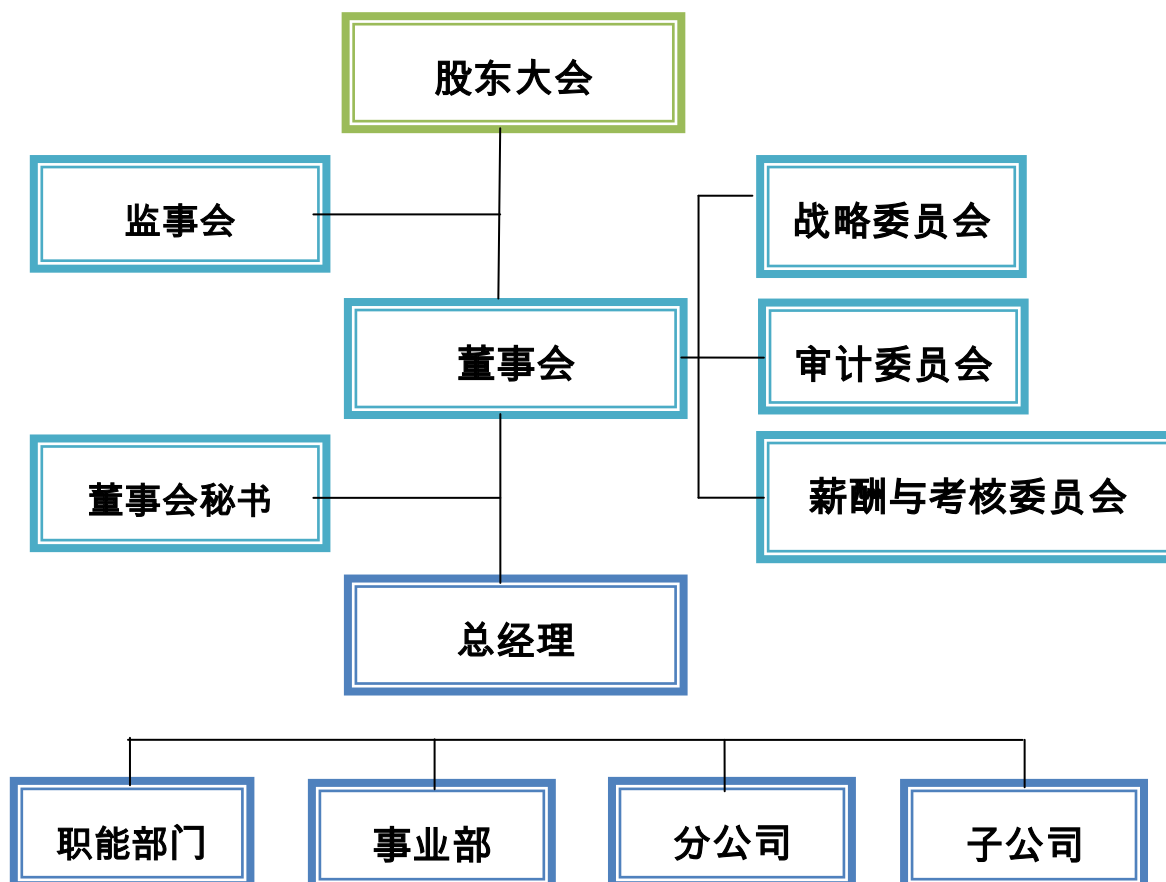 股东大会
监事会
战略委员会
董事会
审计委员会
董事会秘书
薪酬与考核委员会
总经理
职能部门
事业部
分公司
子公司